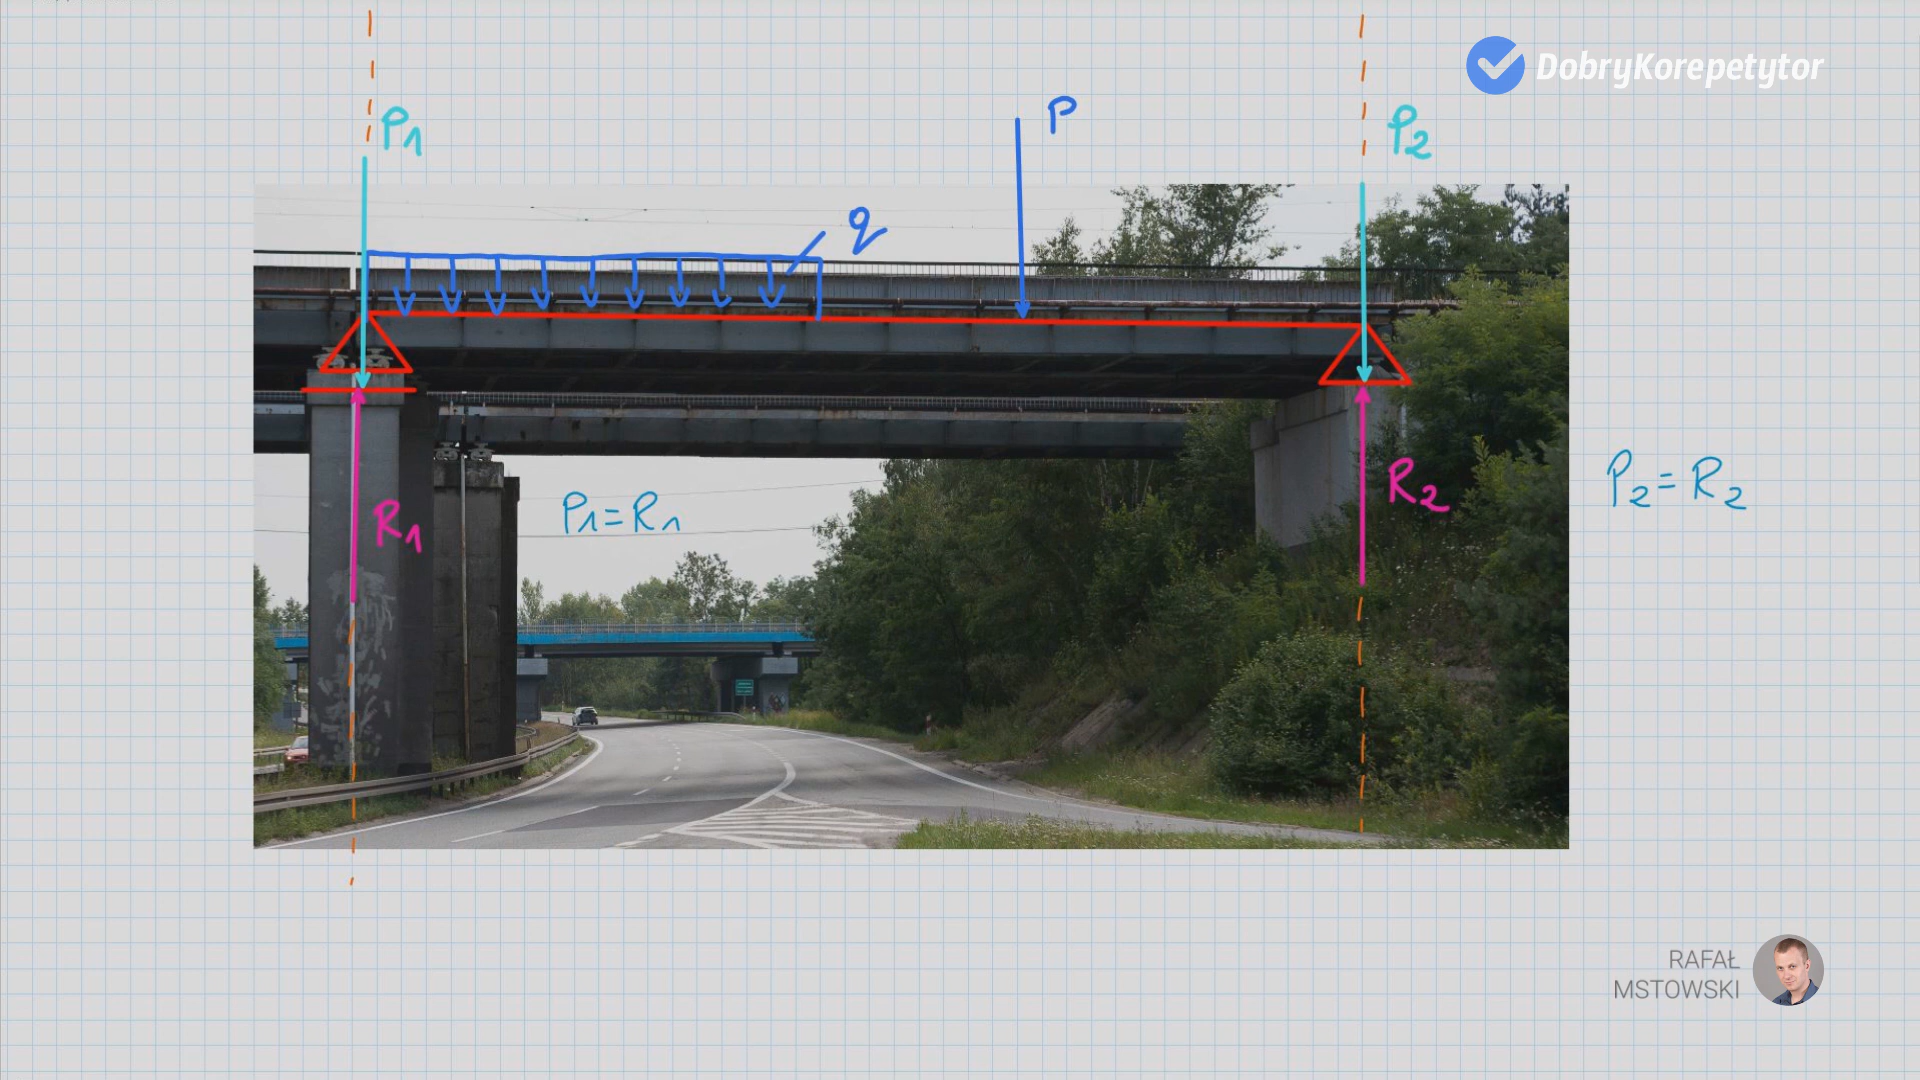 DobryKorepetytor
P1
P
P2
q
R1
R2
P1=R1
P2=R2
RAFAŁ
MSTOWSKI